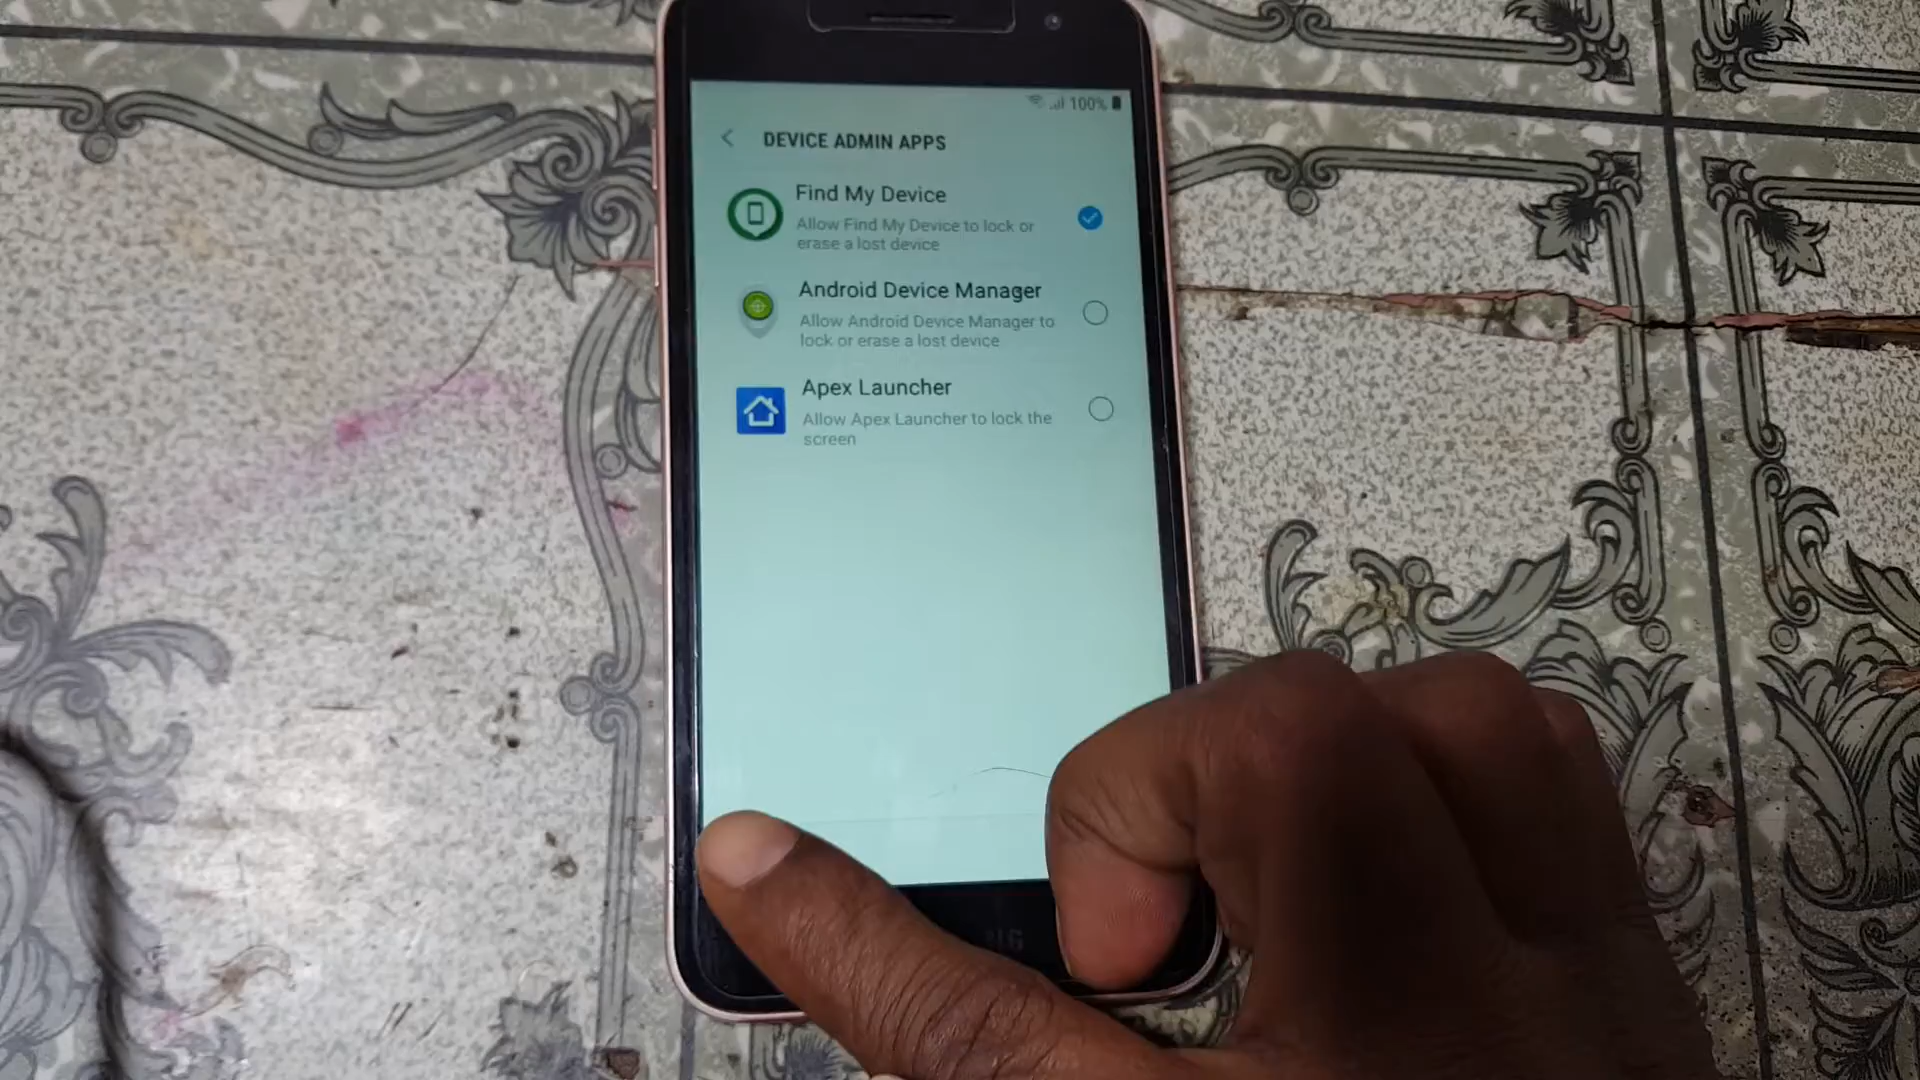 100%
DEVICE ADMIN APPS
Find My Device
Allow Find My Device to lock or
erase a lost device
Android Device Manager
Allow Android Device Manager to
lock or erase a lost device
Apex Launcher
Allow Apex Launcher to lock the
screen